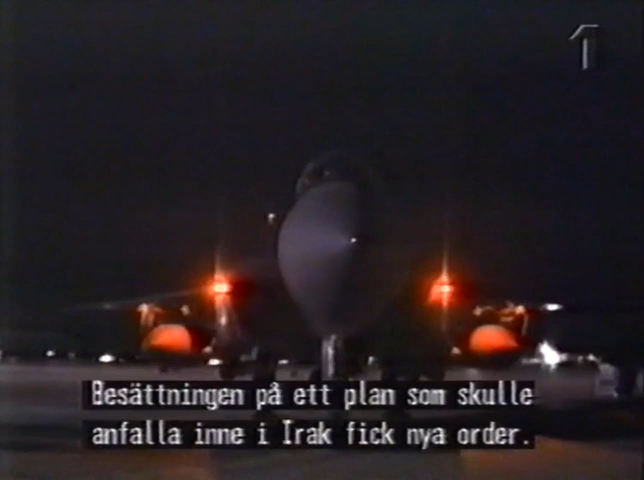 1
Besättningen på ett plan som skulle
anfalla inne i Irak fick nya order.